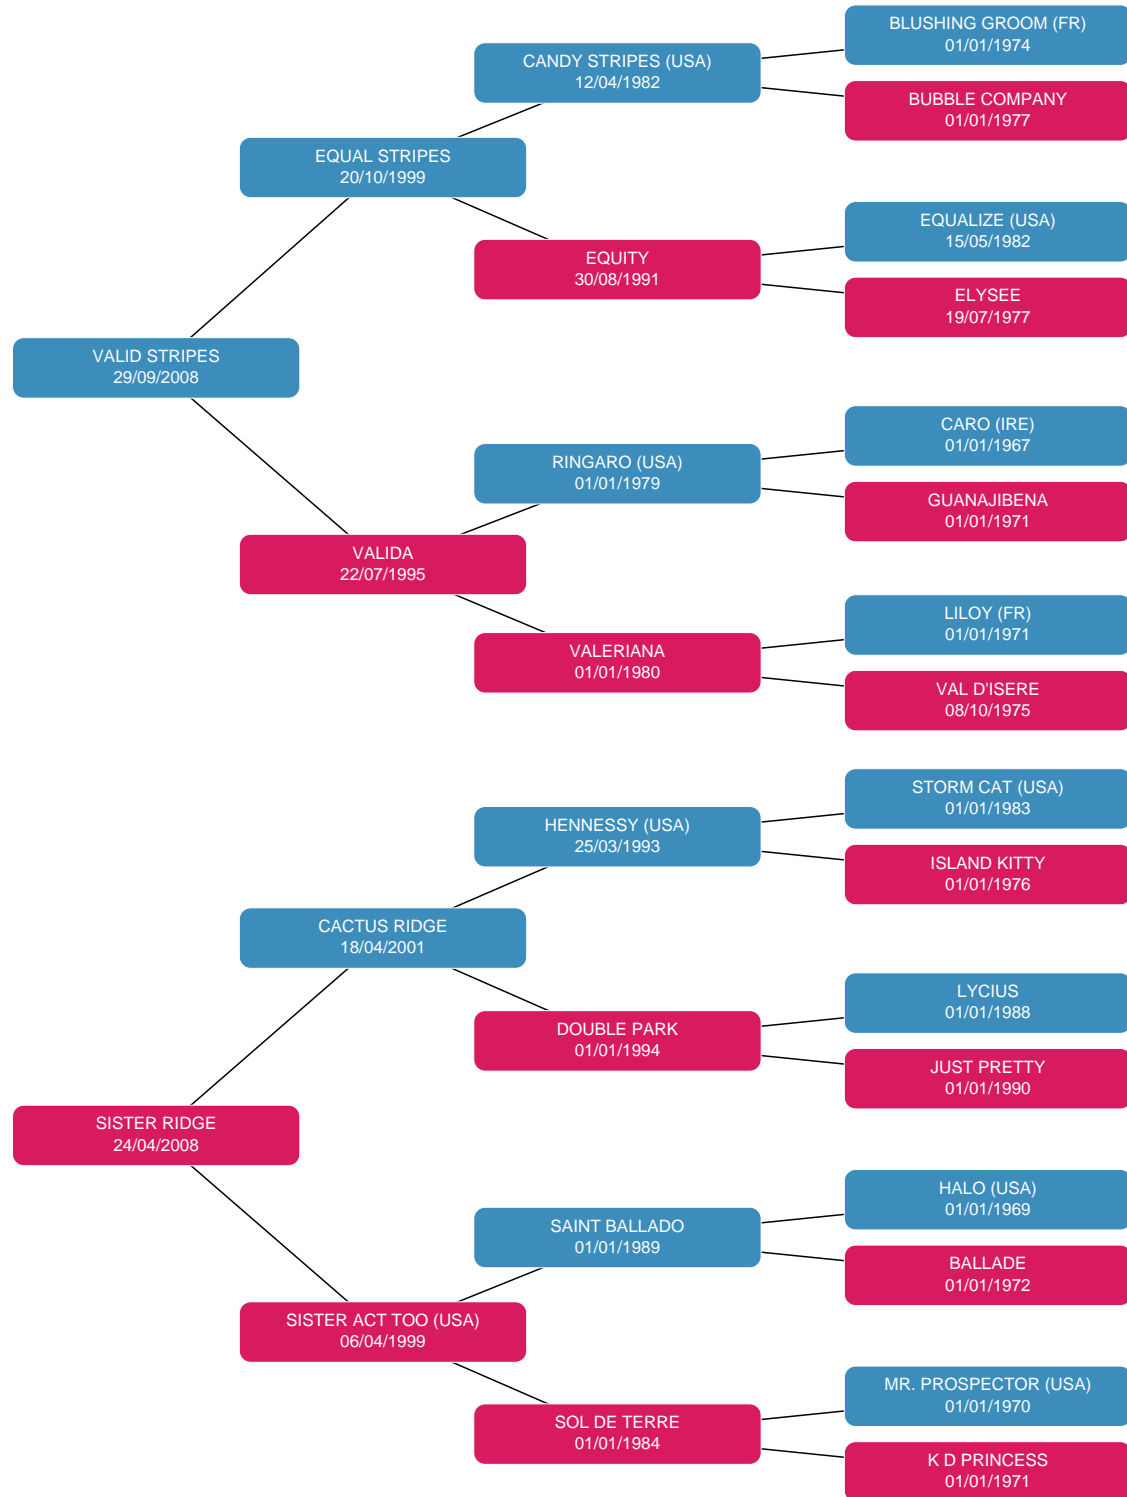 BLUSHING GROOM (FR)
01/01/1974
CANDY STRIPES (USA)
12/04/1982
BUBBLE COMPANY
01/01/1977
EQUAL STRIPES
20/10/1999
EQUALIZE (USA)
15/05/1982
EQUITY
30/08/1991
ELYSEE
19/07/1977
VALID STRIPES
29/09/2008
CARO (IRE)
01/01/1967
RINGARO (USA)
01/01/1979
GUANAJIBENA
01/01/1971
VALIDA
22/07/1995
LILOY (FR)
01/01/1971
VALERIANA
01/01/1980
VAL D'ISERE
08/10/1975
STORM CAT (USA)
01/01/1983
HENNESSY (USA)
25/03/1993
ISLAND KITTY
01/01/1976
CACTUS RIDGE
18/04/2001
LYCIUS
01/01/1988
DOUBLE PARK
01/01/1994
JUST PRETTY
01/01/1990
SISTER RIDGE
24/04/2008
HALO (USA)
01/01/1969
SAINT BALLADO
01/01/1989
BALLADE
01/01/1972
SISTER ACT TOO (USA)
06/04/1999
MR. PROSPECTOR (USA)
01/01/1970
SOL DE TERRE
01/01/1984
K D PRINCESS
01/01/1971